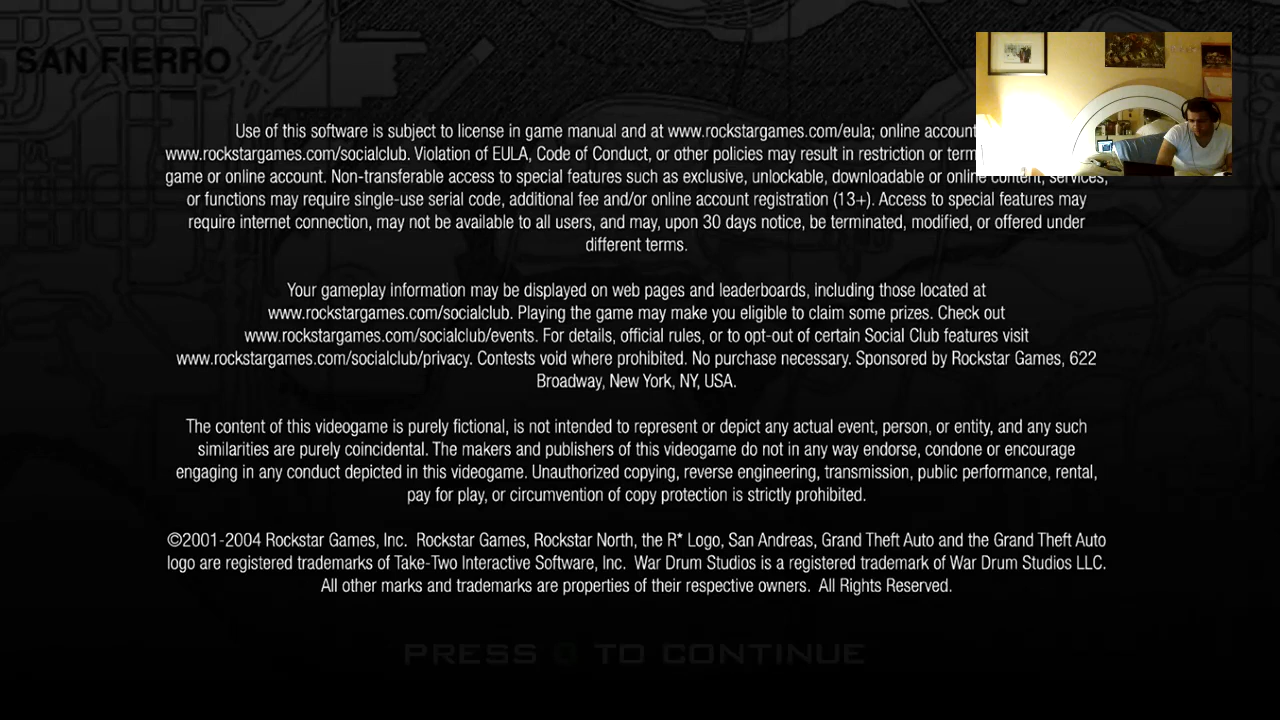 SAN FIERRO
Use of this software is subject to license in game manual and at www.rockstargames.com/eula; online account
www.rockstargames.com/socialclub. Violation of EULA, Code of Conduct, or other policies may result in restriction or
game or online account. Non-transferable access to special features such as exclusive, unlockable, downloadable or online content, services,
or functions may require single-use serial code, additional fee and/or online account registration (13+). Access to special features may
require internet connection, may not be available to all users, and may, upon 30 days notice, be terminated, modified, or offered under
different terms.
Your gameplay information may be displayed on web pages and leaderboards, including those located at
www.rockstargames.com/socialclub. Playing the game may make you eligible to claim some prizes. Check out
www.rockstargames.com/socialclub/events. For details, official rules, or to opt-out of certain Social Club features visit
www.rockstargames.com/socialclub/privacy. Contests void where prohibited. No purchase necessary. Sponsored by Rockstar Games, 622
Broadway, New York, NY, USA.
The content of this videogame is purely fictional, is not intended to represent or depict any actual event, person, or entity, and any such
similarities are purely coincidental. The makers and publishers of this videogame do not in any way endorse, condone or encourage
engaging in any conduct depicted in this videogame. Unauthorized copying, reverse engineering, transmission, public performance, rental,
pay for play, or circumvention of copy protection is strictly prohibited.
©2001-2004 Rockstar Games, Inc. Rockstar Games, Rockstar North, the R* Logo, San Andreas, Grand Theft Auto and the Grand Theft Auto
logo are registered trademarks of Take-Two Interactive Software, Inc. War Drum Studios is a registered trademark of War Drum Studios LLC.
All other marks and trademarks are properties of their respective owners. All Rights Reserved.
PRESS TO CONTINUE